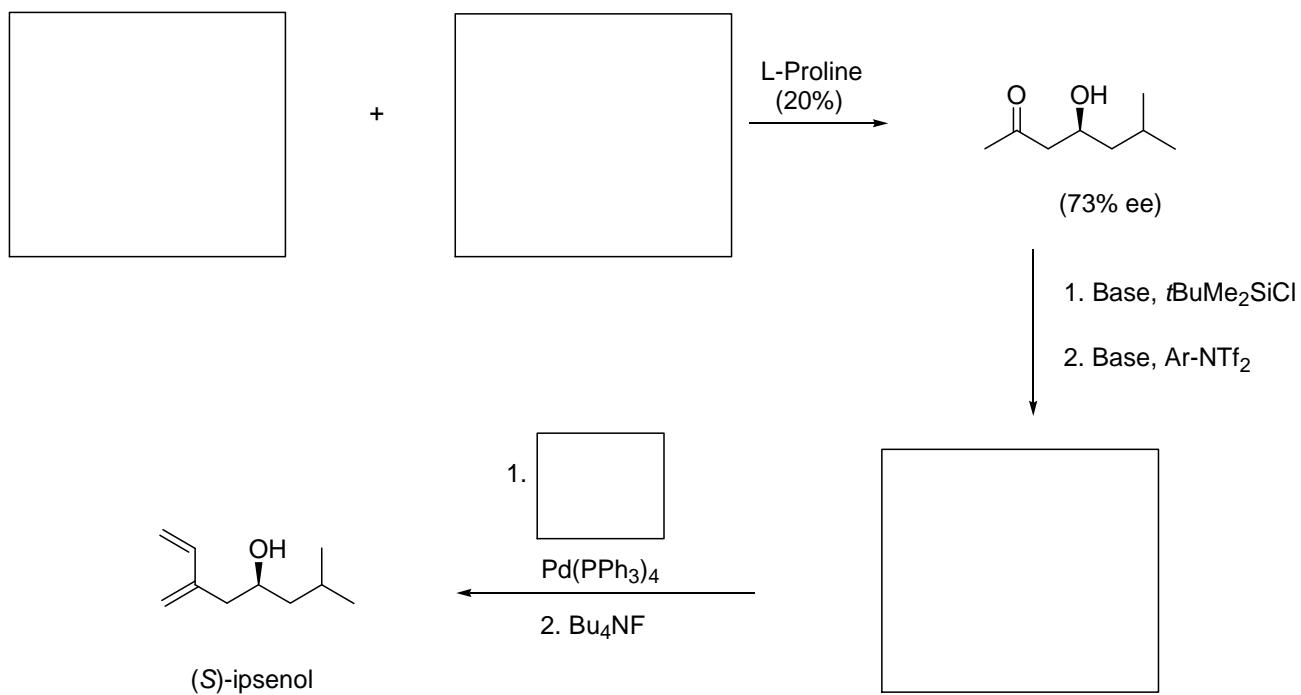 +
L-Proline
(20%)
O
OH
(73% ee)
1. Base, tBuMe2SiCl
2. Base, Ar-NTf2
1.
Pd(PPh3)4
2. Bu4NF
OH
(S)-ipsenol